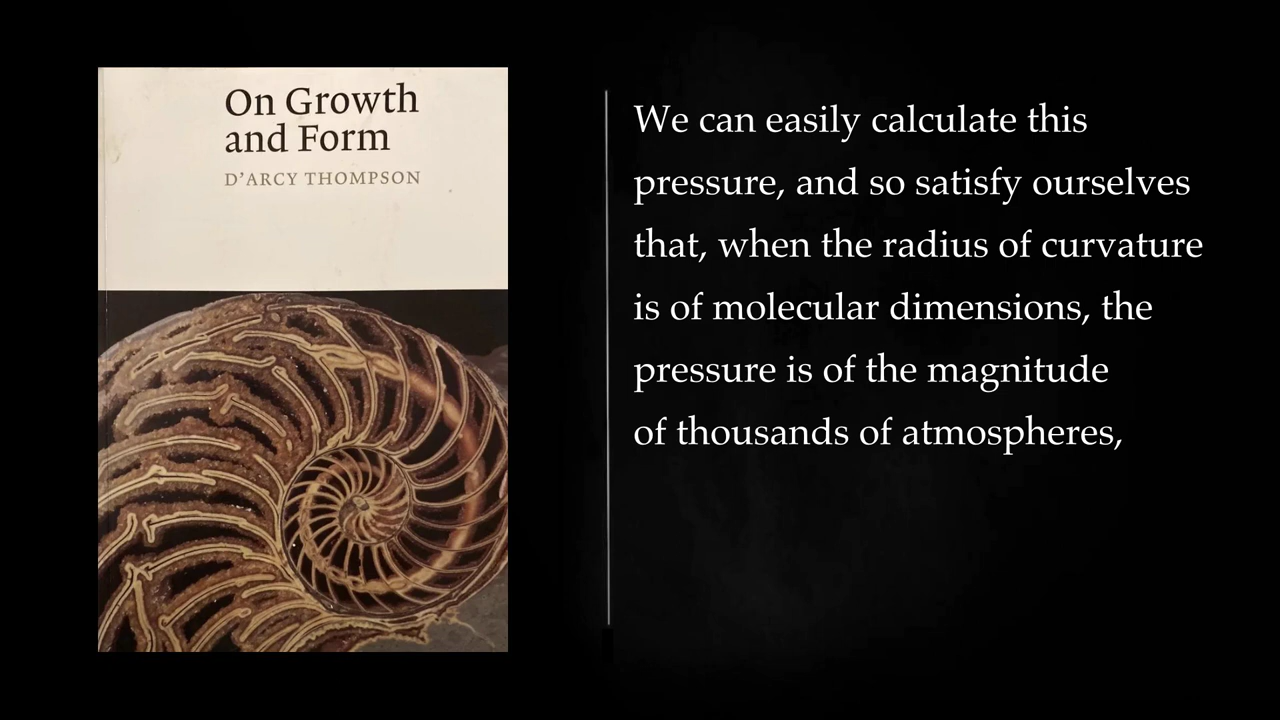 On Growth
and Form
D'ARCY THOMPSON
We can easily calculate this
pressure, and so satisfy ourselves
that, when the radius of curvature
is of molecular dimensions, the
pressure is of the magnitude
of thousands of atmospheres,